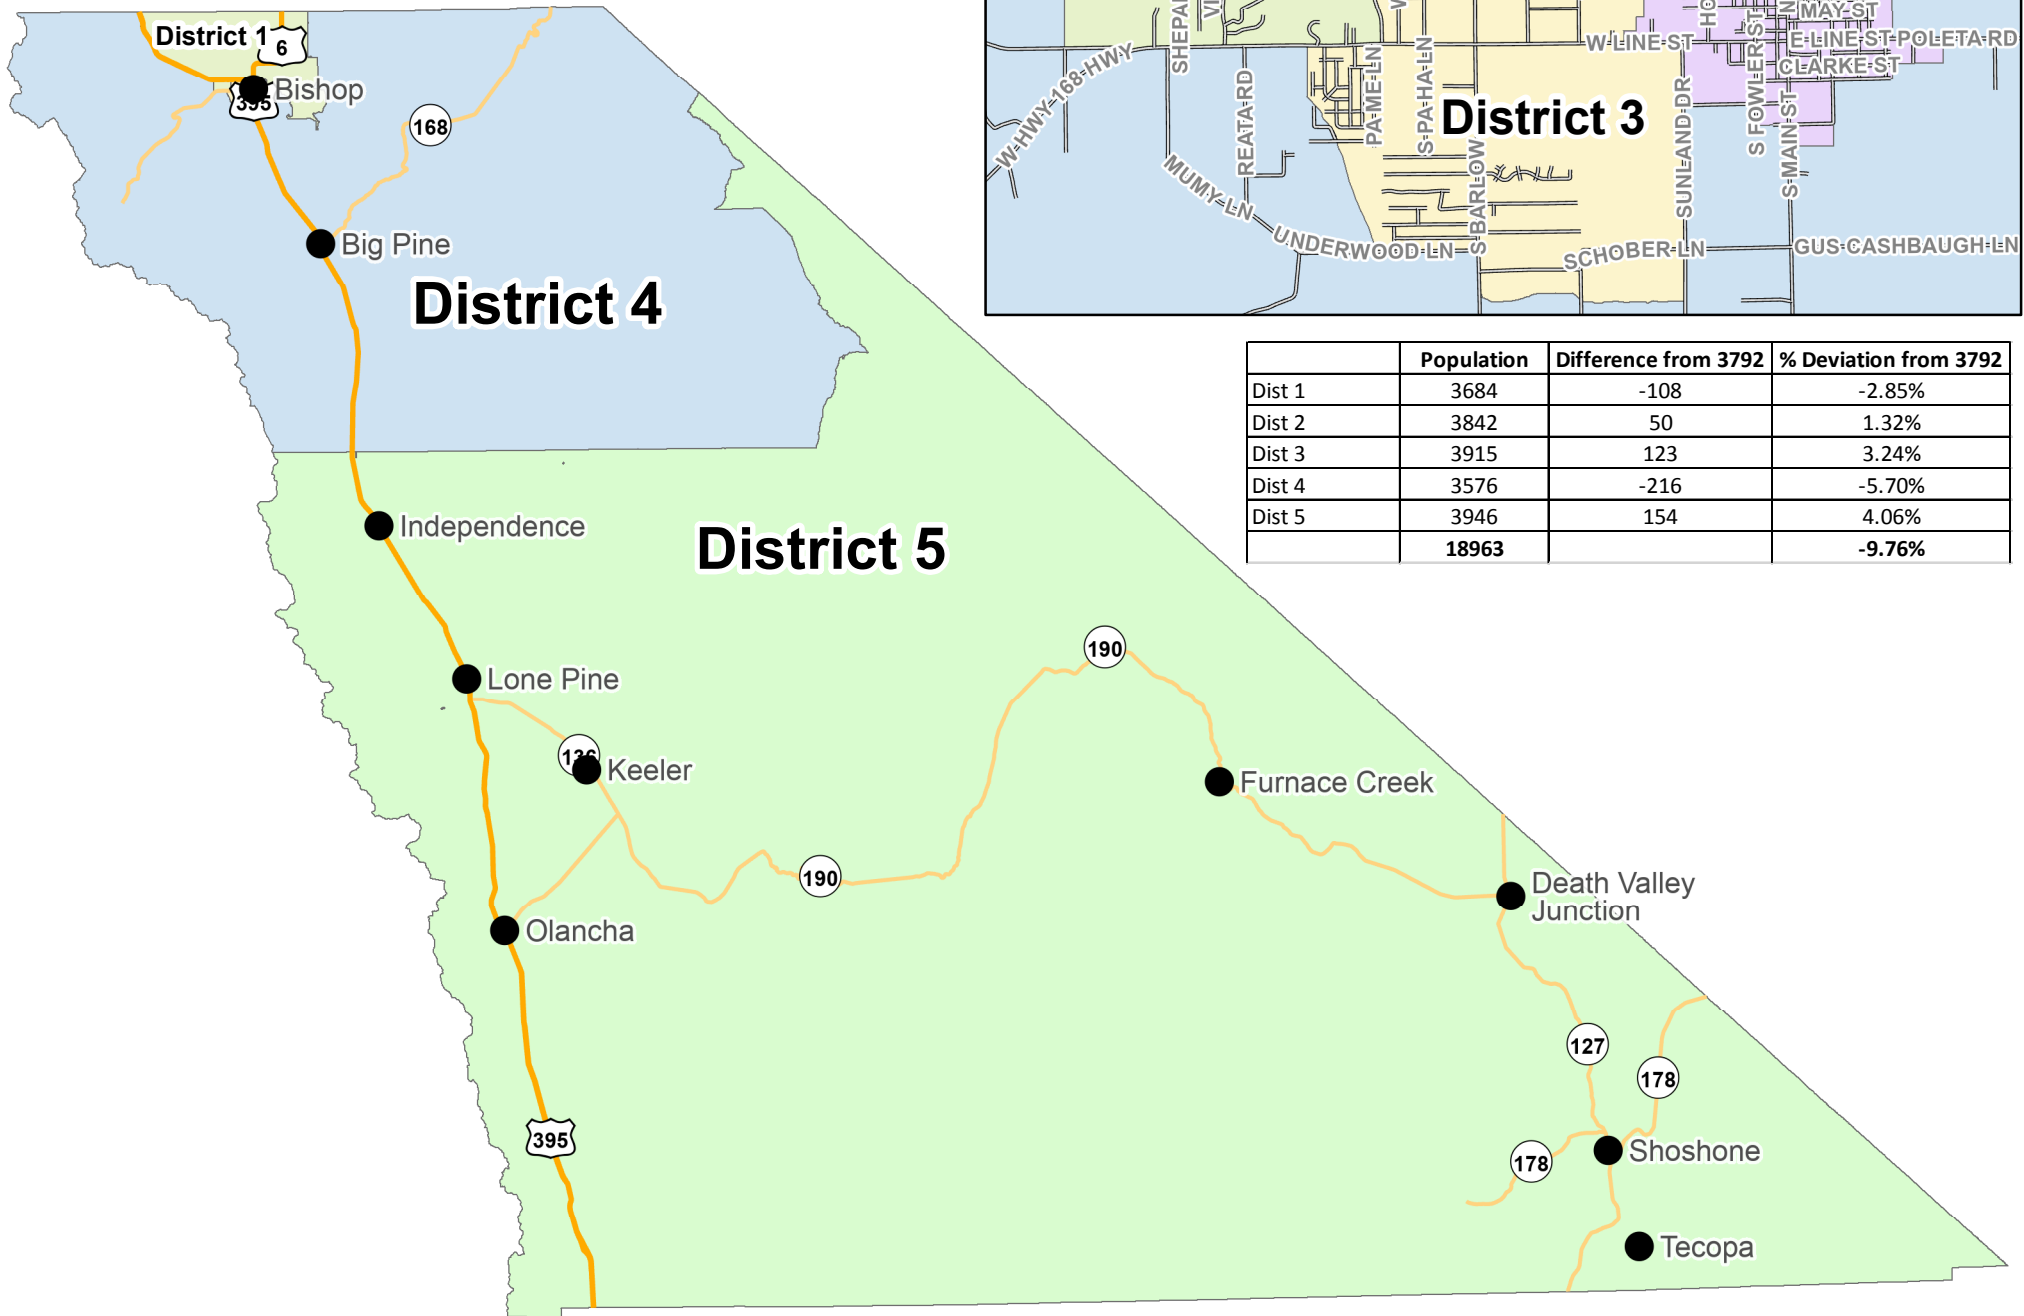 District 1
6
Bishop
395
168
Big Pine
District 4
Independence
District 5
Lone Pine
Keeler
190
190
Furnace Creek
Olancha
Death Valley
Junction
127
178
395
178
Shoshone
Tecopa
MAY ST
W LINE ST
E LINE ST
POLETA RD
CLARKE ST
W HWY 168 HWY
REATA RD
PA ME LN
S PA HA LN
District 3
SUNLAND DR
S FOWLER ST
S MAIN ST
MUMY LN
S BARLOW
UNDERWOOD LN
SCHOBER LN
GUS CASHBAUGH LN
Population Difference from 3792 % Deviation from 3792
Dist 1 3684 -108 -2.85%
Dist 2 3842 50 1.32%
Dist 3 3915 123 3.24%
Dist 4 3576 -216 -5.70%
Dist 5 3946 154 4.06%
18963 -9.76%